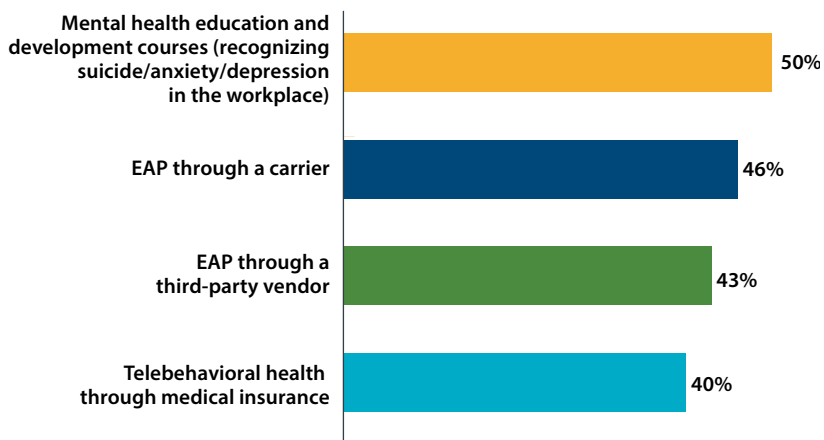 Mental health education and
development courses (recognizing
suicide/anxiety/depression
in the workplace)
50%
EAP through a carrier
46%
EAP through a
third-party vendor
43%
Telebehavioral health
through medical insurance
40%